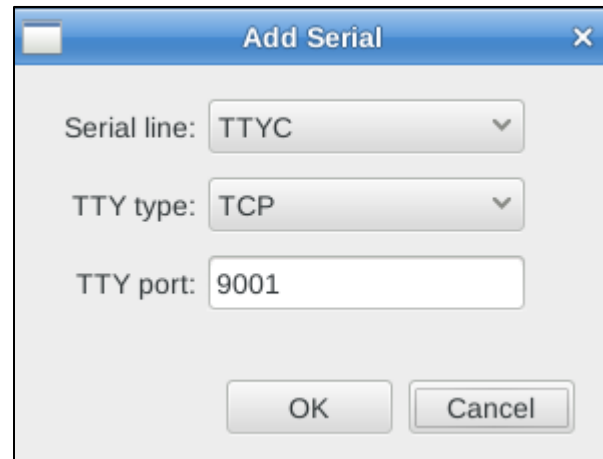 Add Serial
Serial line: TTYC
TTY type: TCP
TTY port: 9001
OK Cancel